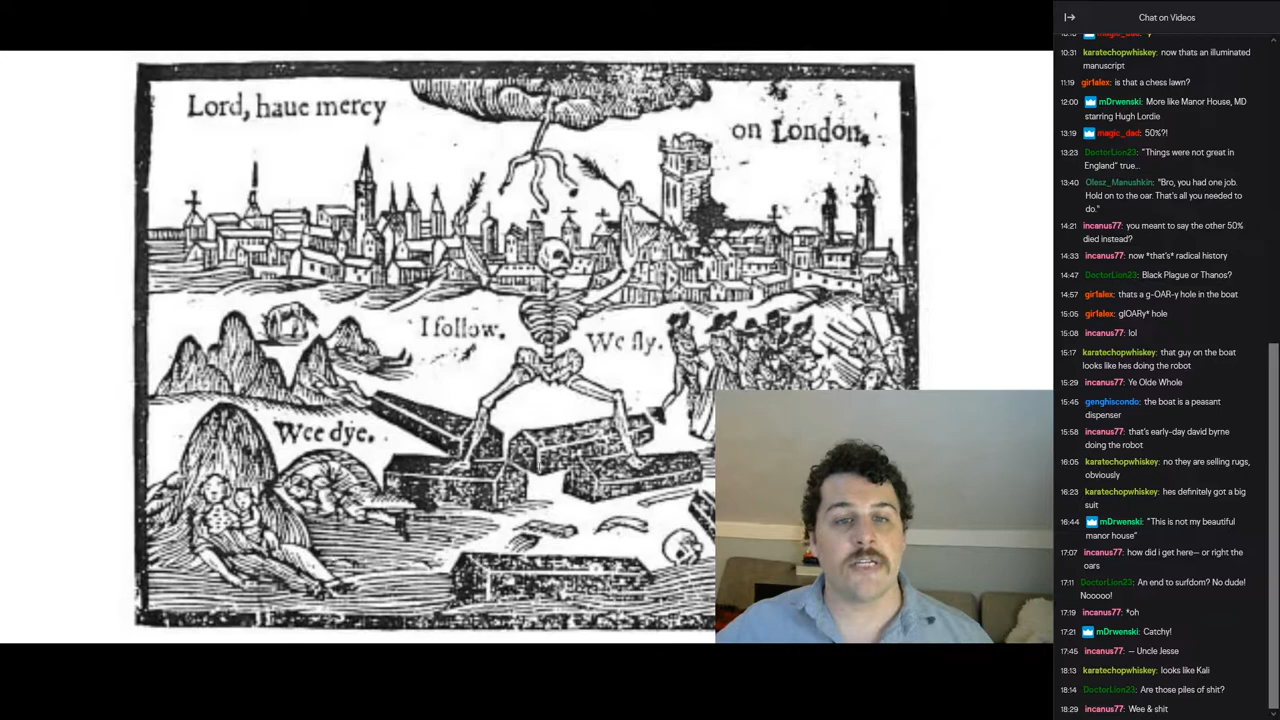 Lord, haue mercy
on London.
I follow.
We fly.
Wee dye.
Chat on Videos
10:31 karatechopwhiskey: now thats an illuminated
manuscript
11:19 gir1alex: is that a chess lawn?
12:00 mDrwenski: More like Manor House, MD
starring Hugh Lordie
13:19 magic_dad: 50%?!
13:23 DoctorLion23: "Things were not great in
England" true...
13:40 Olesz_Manushkin: "Bro, you had one job.
Hold on to the oar. That's all you needed to
do."
14:21 incanus77: you meant to say the other 50%
died instead?
14:33 incanus77: now *that's* radical history
14:47 DoctorLion23: Black Plague or Thanos?
14:57 gir1alex: thats a g-OAR-y hole in the boat
15:05 gir1alex: glOARy* hole
15:08 incanus77: lol
15:17 karatechopwhiskey: that guy on the boat
looks like hes doing the robot
15:29 incanus77: Ye Olde Whole
15:45 genghiscondo: the boat is a peasant
dispenser
15:58 incanus77: that's early-day david byrne
doing the robot
16:05 karatechopwhiskey: no they are selling rugs,
obviously
16:23 karatechopwhiskey: hes definitely got a big
suit
16:44 mDrwenski: "This is not my beautiful
manor house"
17:07 incanus77: how did i get here— or right the
oars
17:11 DoctorLion23: An end to surfdom? No dude!
Nooooo!
17:19 incanus77: *oh
17:21 mDrwenski: Catchy!
17:45 incanus77: — Uncle Jesse
18:13 karatechopwhiskey: looks like Kali
18:14 DoctorLion23: Are those piles of shit?
18:29 incanus77: Wee & shit